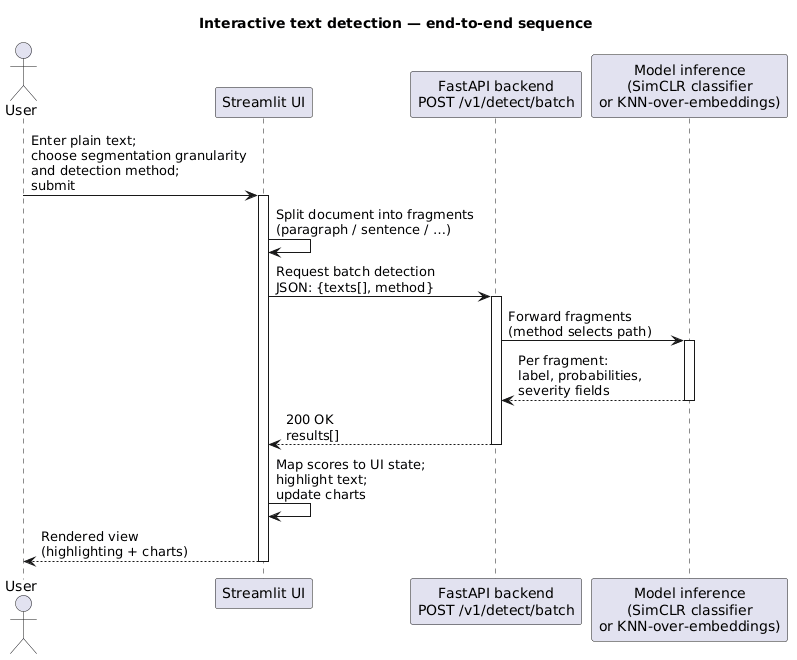 Interactive text detection — end-to-end sequence
User
Streamlit UI
FastAPI backend
POST /v1/detect/batch
Model inference
(SimCLR classifier
or KNN-over-embeddings)
Enter plain text;
choose segmentation granularity
and detection method;
submit
Split document into fragments
(paragraph / sentence / ...)
Request batch detection
JSON: {texts[], method}
Forward fragments
(method selects path)
Per fragment:
label, probabilities,
severity fields
200 OK
results[]
Map scores to UI state;
highlight text;
update charts
Rendered view
(highlighting + charts)
User
Streamlit UI
FastAPI backend
POST /v1/detect/batch
Model inference
(SimCLR classifier
or KNN-over-embeddings)